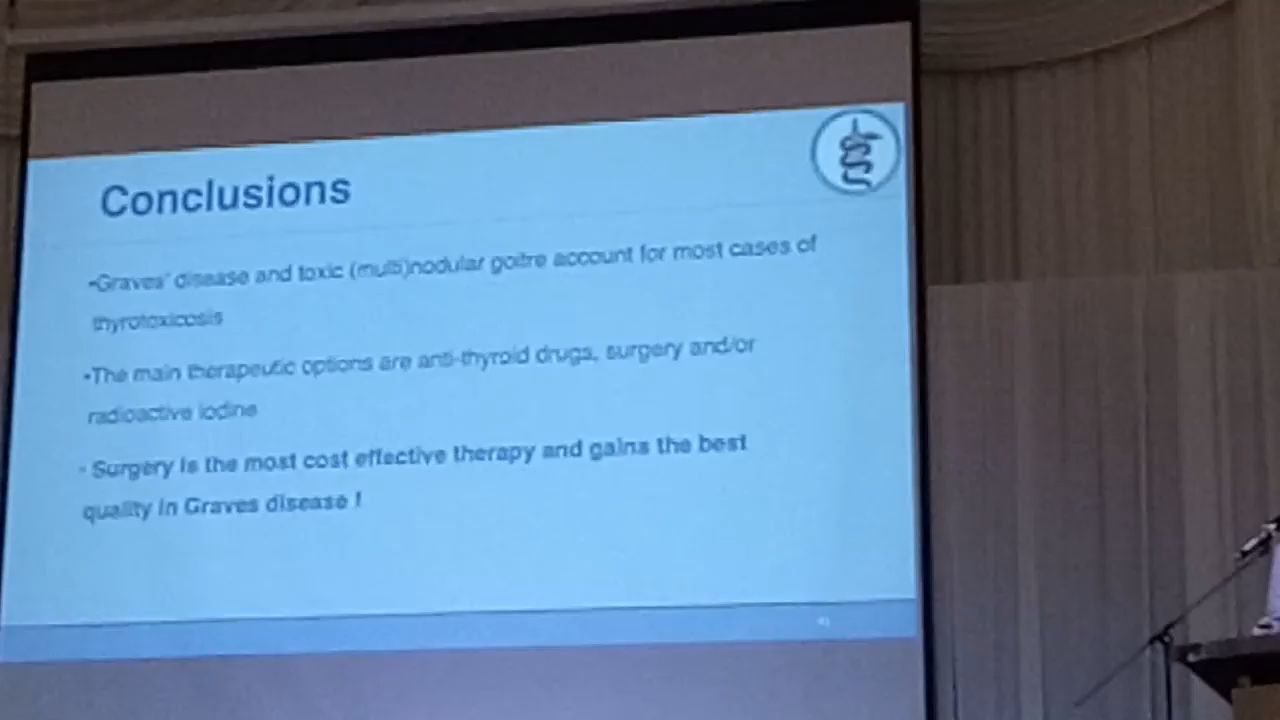 Conclusions
•Graves' disease and toxic (multi)nodular goitre account for most cases of
thyrotoxicosis
•The main therapeutic options are anti-thyroid drugs, surgery and/or
radioactive iodine
• Surgery is the most cost effective therapy and gains the best
quality in Graves disease !